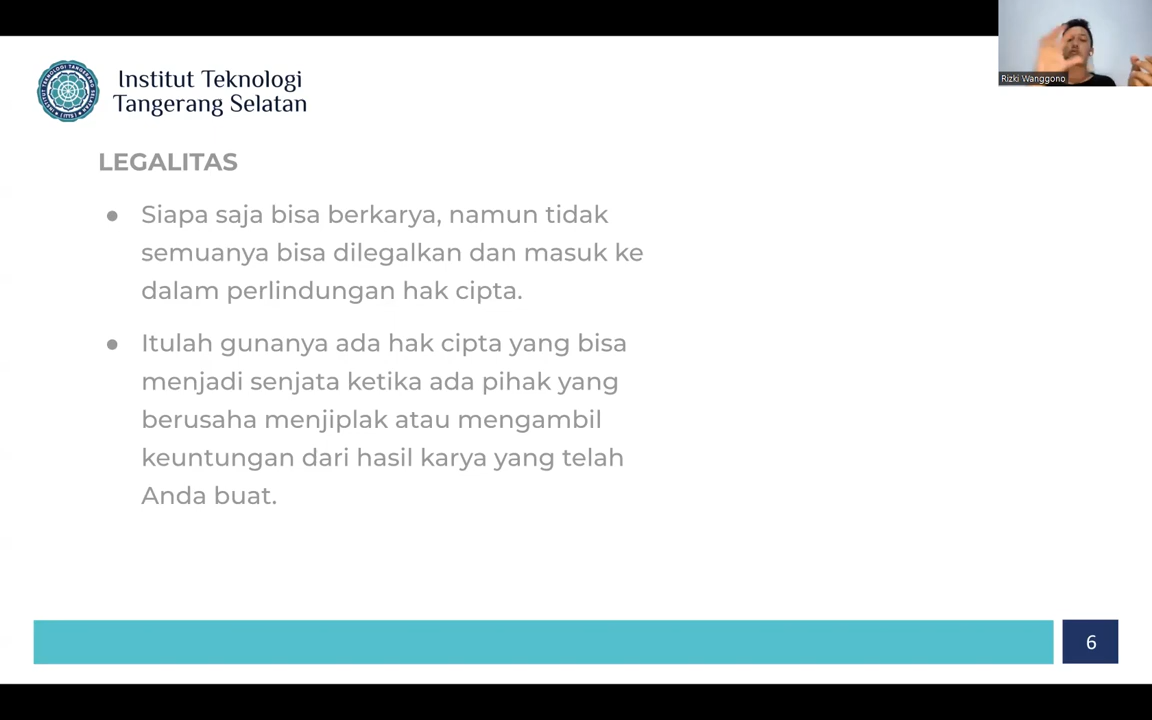 Rizki Wanggono
Institut Teknologi
Tangerang Selatan
LEGALITAS
● Siapa saja bisa berkarya, namun tidak
semuanya bisa dilegalkan dan masuk ke
dalam perlindungan hak cipta.
● Itulah gunanya ada hak cipta yang bisa
menjadi senjata ketika ada pihak yang
berusaha menjiplak atau mengambil
keuntungan dari hasil karya yang telah
Anda buat.
6